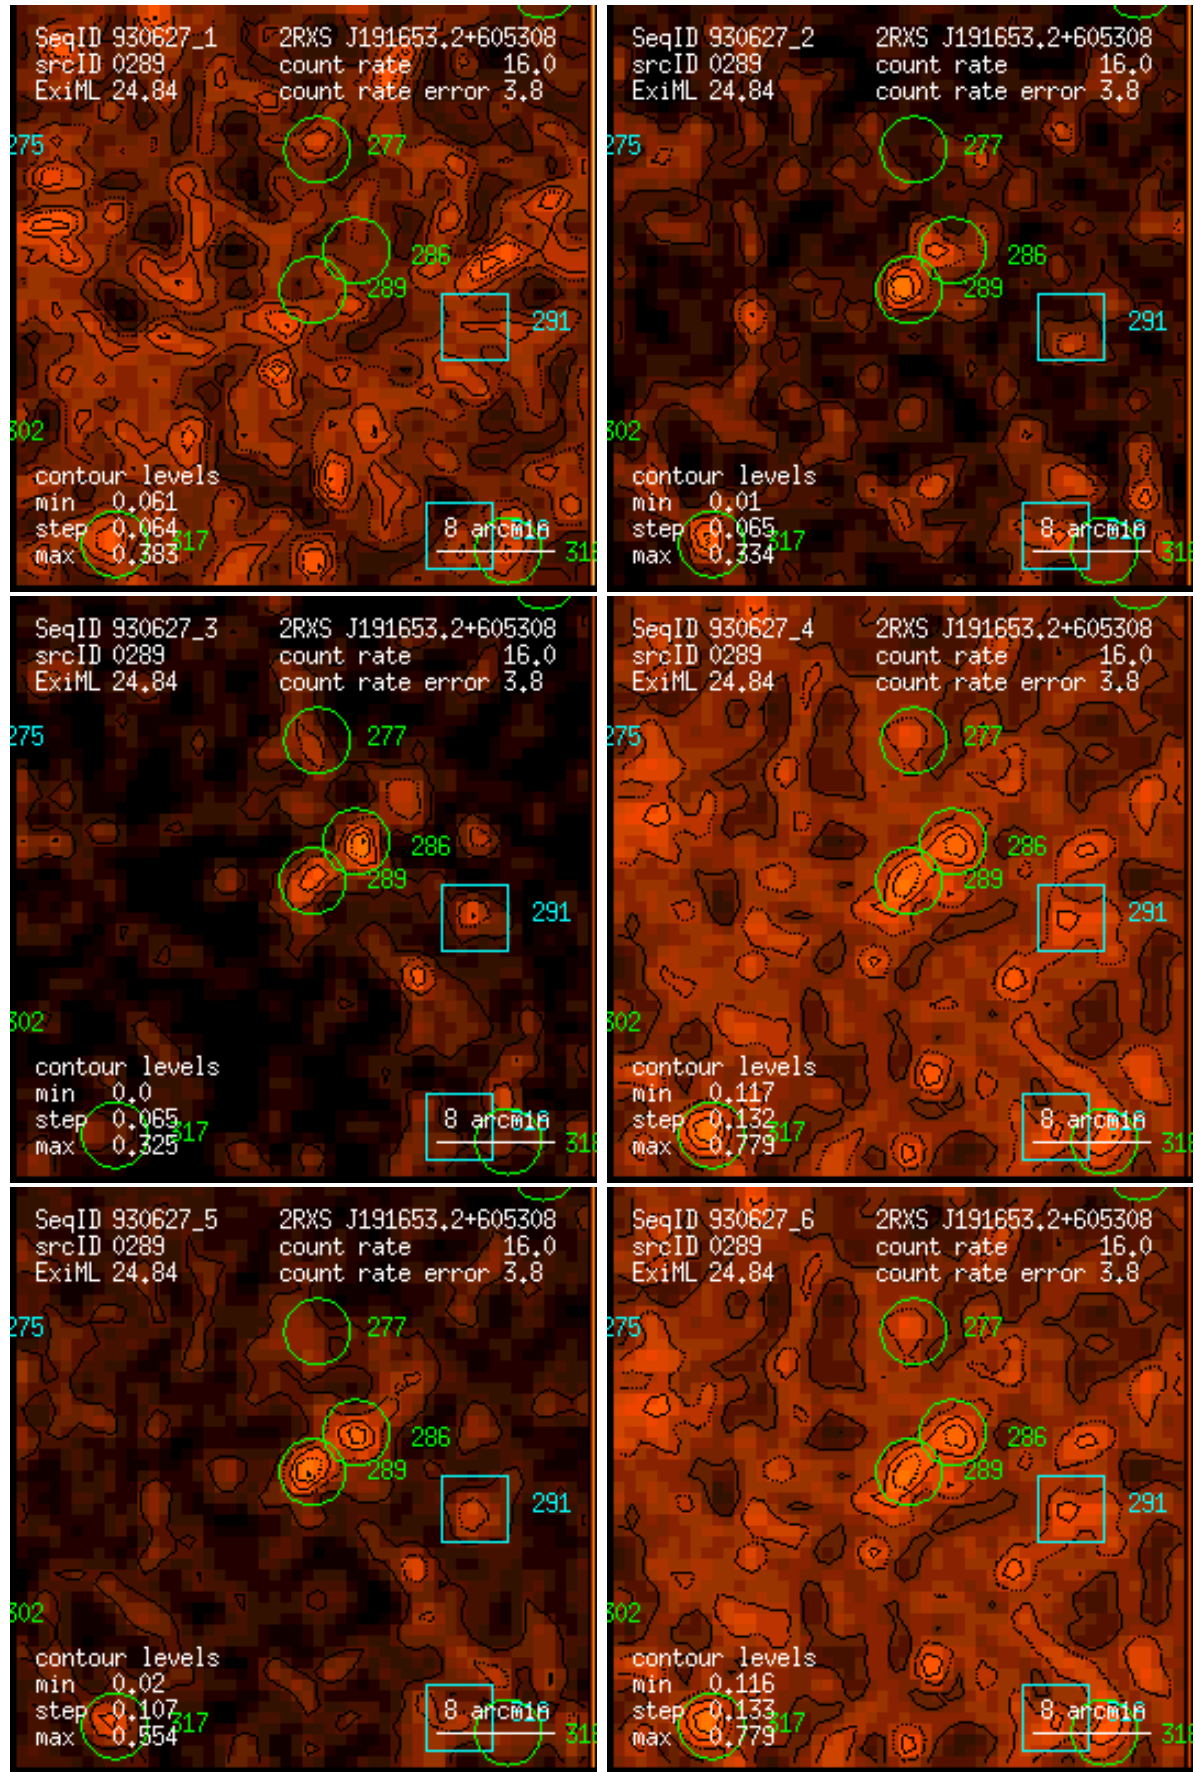 SeqID 930627_1 2RXS J191653.2+605308
srcID 0289 count rate 16.0
ExiML 24.84 count rate error 3.8
275
277
286
289
291
302
contour levels
min 0.061
step 0.064
max 0.383
317
8 arcmin
SeqID 930627_2 2RXS J191653.2+605308
srcID 0289 count rate 16.0
ExiML 24.84 count rate error 3.8
275
277
286
289
291
302
contour levels
min 0.01
step 0.065
max 0.334
317
8 arcmin
SeqID 930627_3 2RXS J191653.2+605308
srcID 0289 count rate 16.0
ExiML 24.84 count rate error 3.8
275
277
286
289
291
302
contour levels
min 0.0
step 0.065
max 0.325
317
8 arcmin
SeqID 930627_4 2RXS J191653.2+605308
srcID 0289 count rate 16.0
ExiML 24.84 count rate error 3.8
275
277
286
289
291
302
contour levels
min 0.117
step 0.132
max 0.779
317
8 arcmin
SeqID 930627_5 2RXS J191653.2+605308
srcID 0289 count rate 16.0
ExiML 24.84 count rate error 3.8
275
277
286
289
291
302
contour levels
min 0.02
step 0.107
max 0.554
317
8 arcmin
SeqID 930627_6 2RXS J191653.2+605308
srcID 0289 count rate 16.0
ExiML 24.84 count rate error 3.8
275
277
286
289
291
302
contour levels
min 0.116
step 0.133
max 0.779
317
8 arcmin